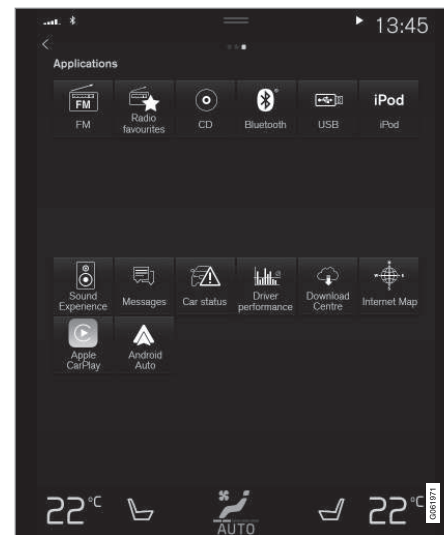 13:45
Applications
FM
FM
Radio
favourites
CD
Bluetooth
USB
iPod
iPod
Sound
Experience
Messages
Car status
Driver
performance
Download
Centre
Internet Map
Apple
CarPlay
Android
Auto
22°C
AUTO
22°C
G061971